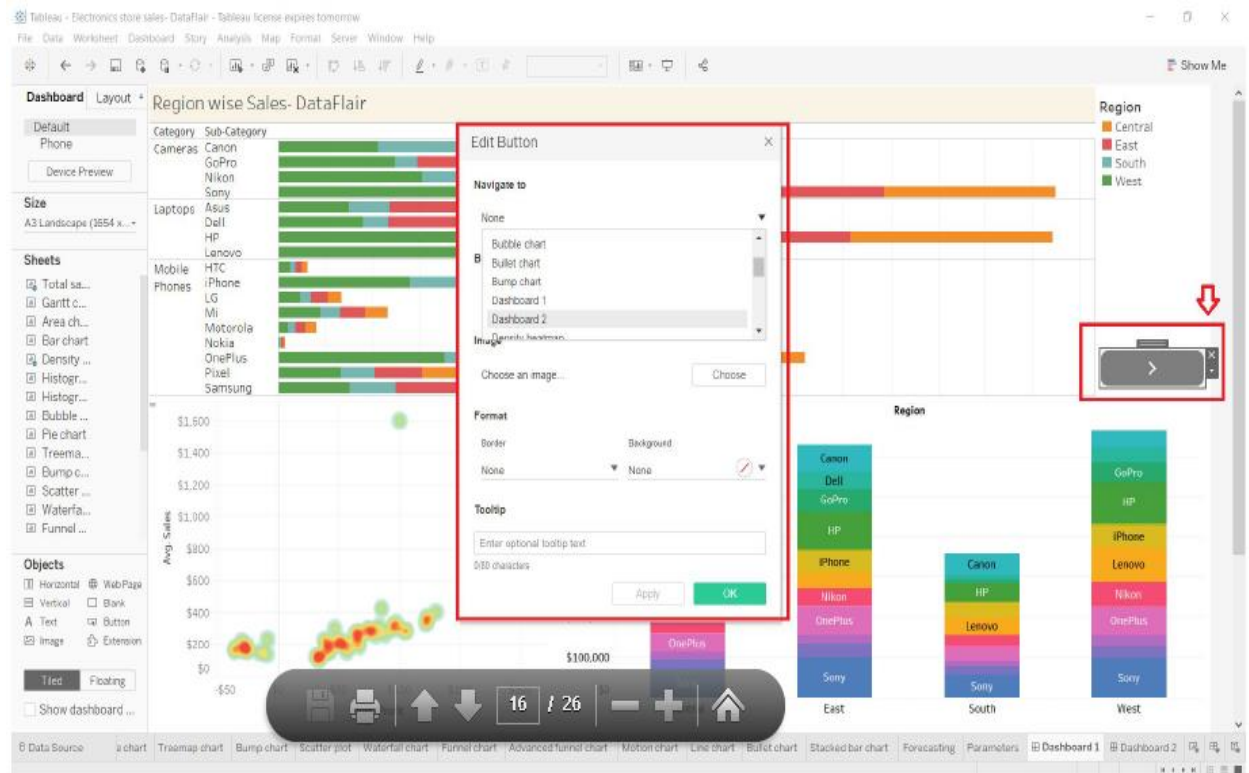 Tableau - Electronics store sales- DataFlair - Tableau license expires tomorrow
File Data Worksheet Dashboard Story Analysis Map Format Server Window Help
Show Me
Dashboard Layout
Default
Phone
Device Preview
Size
A3 Landscape (1654 x...
Sheets
Total sa...
Gantt c...
Area ch...
Bar chart
Density ...
Histogr...
Histogr...
Bubble ...
Pie chart
Treema...
Bump c...
Scatter ...
Waterfa...
Funnel ...
Objects
Horizontal Web Page
Vertical Blank
A Text Button
Image Extension
Tiled Floating
Show dashboard ...
Region wise Sales- DataFlair
Category Sub-Category
Cameras Canon
GoPro
Nikon
Sony
Laptops Asus
Dell
HP
Lenovo
Mobile Phones HTC
iPhone
LG
Mi
Motorola
Nokia
OnePlus
Pixel
Samsung
Region
Central
East
South
West
Edit Button
Navigate to
None
Bubble chart
Bullet chart
Bump chart
Dashboard 1
Dashboard 2
Density heatmap
Image
Choose an image... Choose
Format
Border Background
None None
Tooltip
Enter optional tooltip text
0/80 characters
Apply OK
Avg. Sales
$1,600
$1,400
$1,200
$1,000
$800
$600
$400
$200
$0
-$50
Region
$100,000
OnePlus
Canon
Dell
GoPro
HP
iPhone
Nikon
OnePlus
Sony
East
Canon
HP
Lenovo
Sony
South
GoPro
HP
iPhone
Lenovo
Nikon
OnePlus
Sony
West
16 / 26
Data Source a chart Treemap chart Bump chart Scatter plot Waterfall chart Funnel chart Advanced funnel chart Motion chart Line chart Bullet chart Stacked bar chart Forecasting Parameters Dashboard 1 Dashboard 2